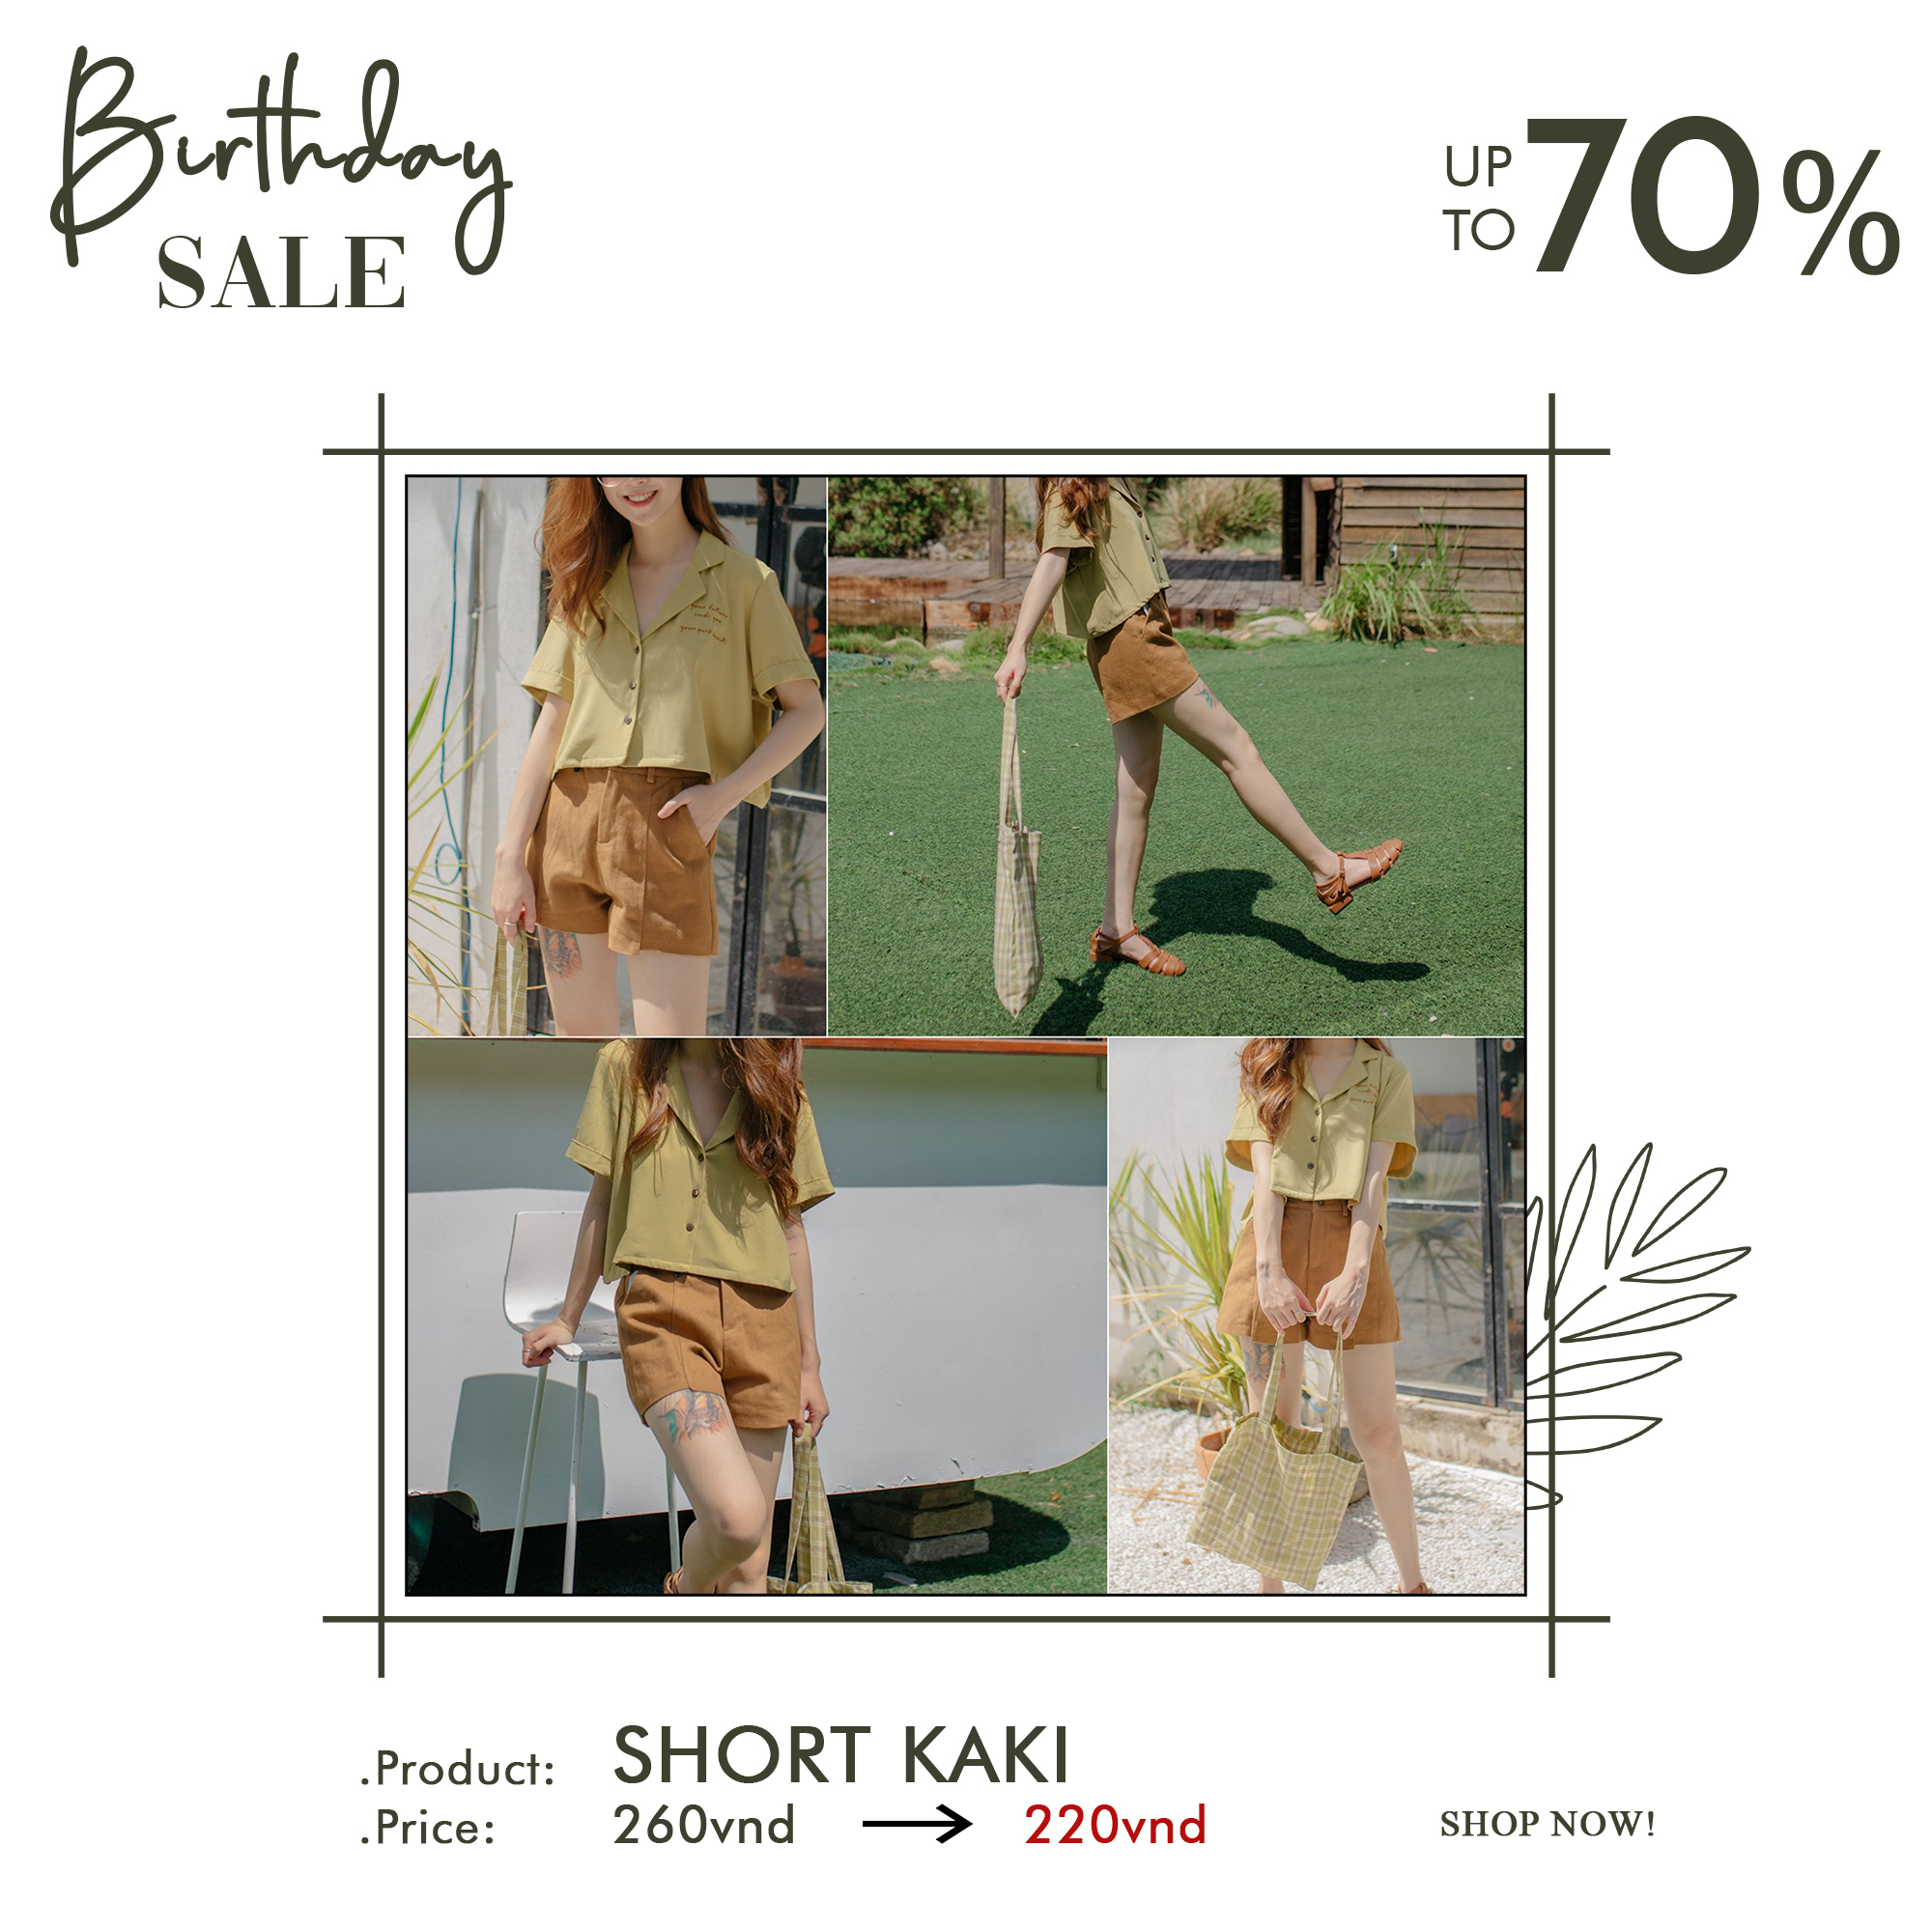 Birthday
SALE
UP
TO
70%
.Product: SHORT KAKI
.Price: 260vnd → 220vnd
SHOP NOW!